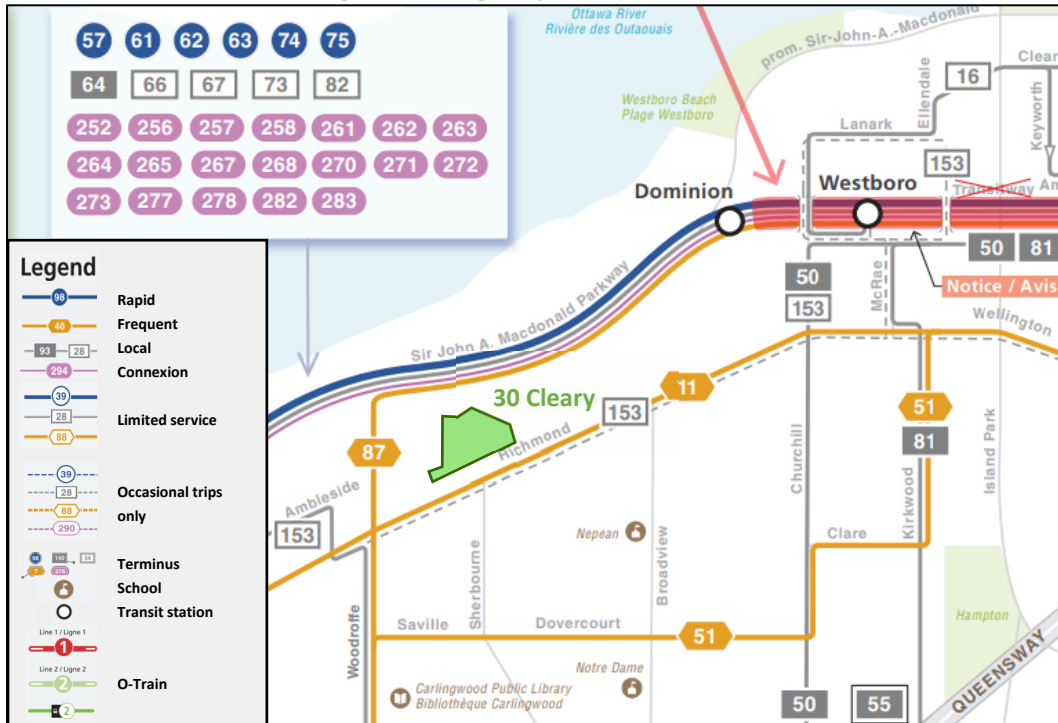 Ottawa River
Rivière des Outaouais
prom. Sir-John-A.-Macdonald
Clear
57 61 62 63 74 75
64 66 67 73 82
252 256 257 258 261 262 263
264 265 267 268 270 271 272
273 277 278 282 283
Westboro Beach
Plage Westboro
Ellendale
16
Keyworth
Lanark
153
Dominion
Westboro
Transitway
An
50 81
Notice / Avis
50
153
McRae
Wellington
Sir John A. Macdonald Parkway
11
30 Cleary
153
Richmond
87
51
81
Island Park
Churchill
Kirkwood
Ambleside
153
Nepean
Clare
Sherbourne
Broadview
Woodroffe
Saville
Dovercourt
51
Hampton
QUEENSWAY
Notre Dame
Carlingwood Public Library
Bibliothèque Carlingwood
50
55
Legend
98 Rapid
40 Frequent
93 28 Local
294 Connexion
39
28 Limited service
88
39
28 Occasional trips
88 only
290
98 140 34
7 278
Terminus
School
Transit station
Line 1 / Ligne 1
1
Line 2 / Ligne 2
2 O-Train
2